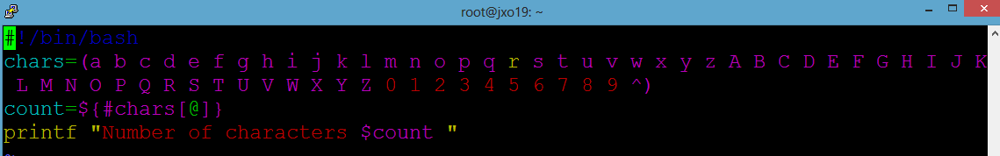 root@jxo19: ~
#!/bin/bash
chars=(a b c d e f g h i j k l m n o p q r s t u v w x y z A B C D E F G H I J K
 L M N O P Q R S T U V W X Y Z 0 1 2 3 4 5 6 7 8 9 ^)
count=${#chars[@]}
printf "Number of characters $count "